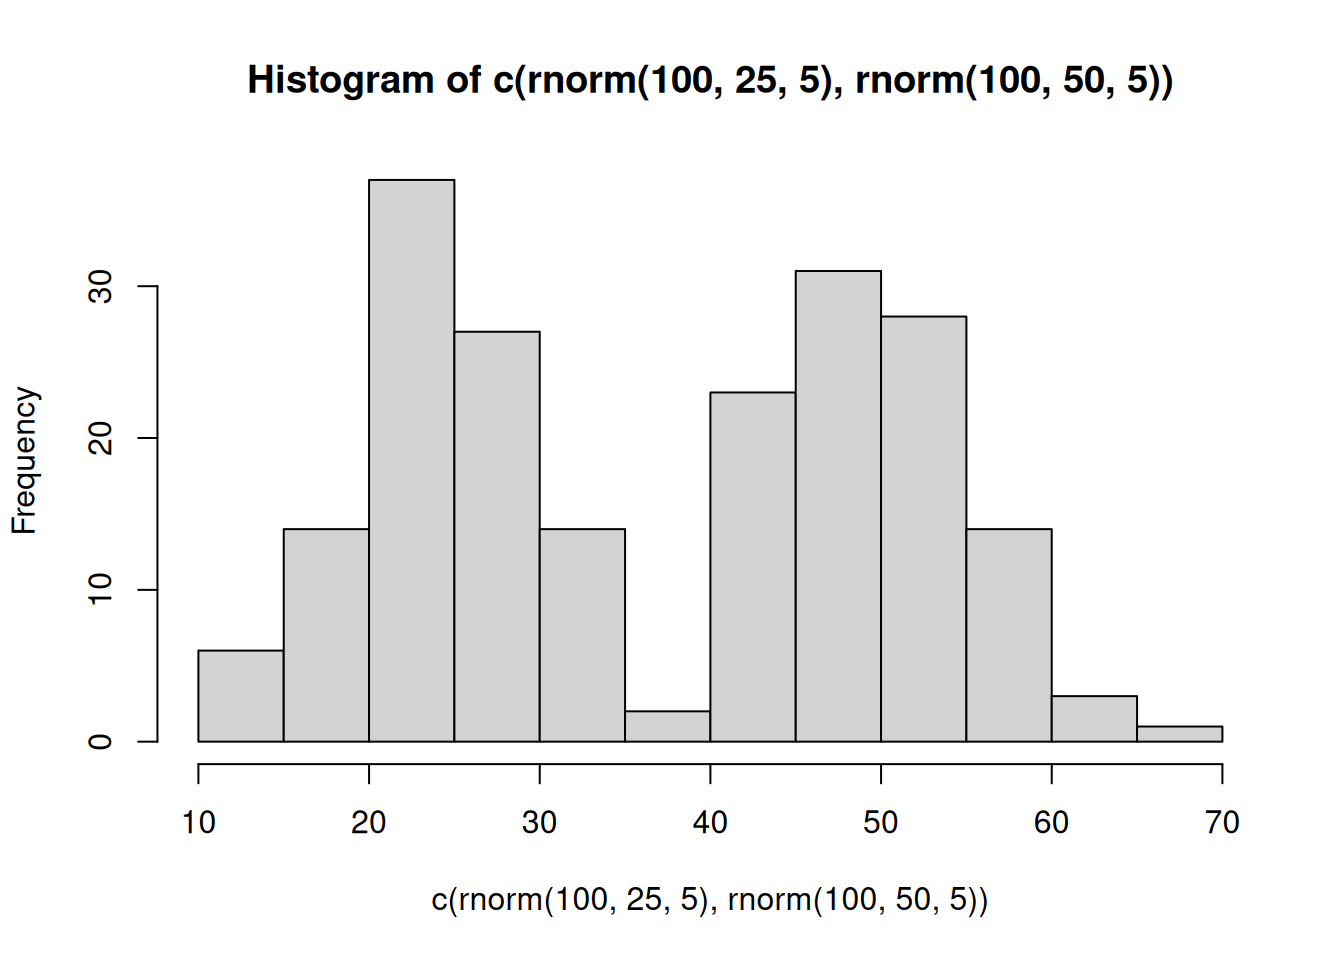 Histogram of c(rnorm(100, 25, 5), rnorm(100, 50, 5))
Frequency
30
20
10
0
10 20 30 40 50 60 70
c(rnorm(100, 25, 5), rnorm(100, 50, 5))